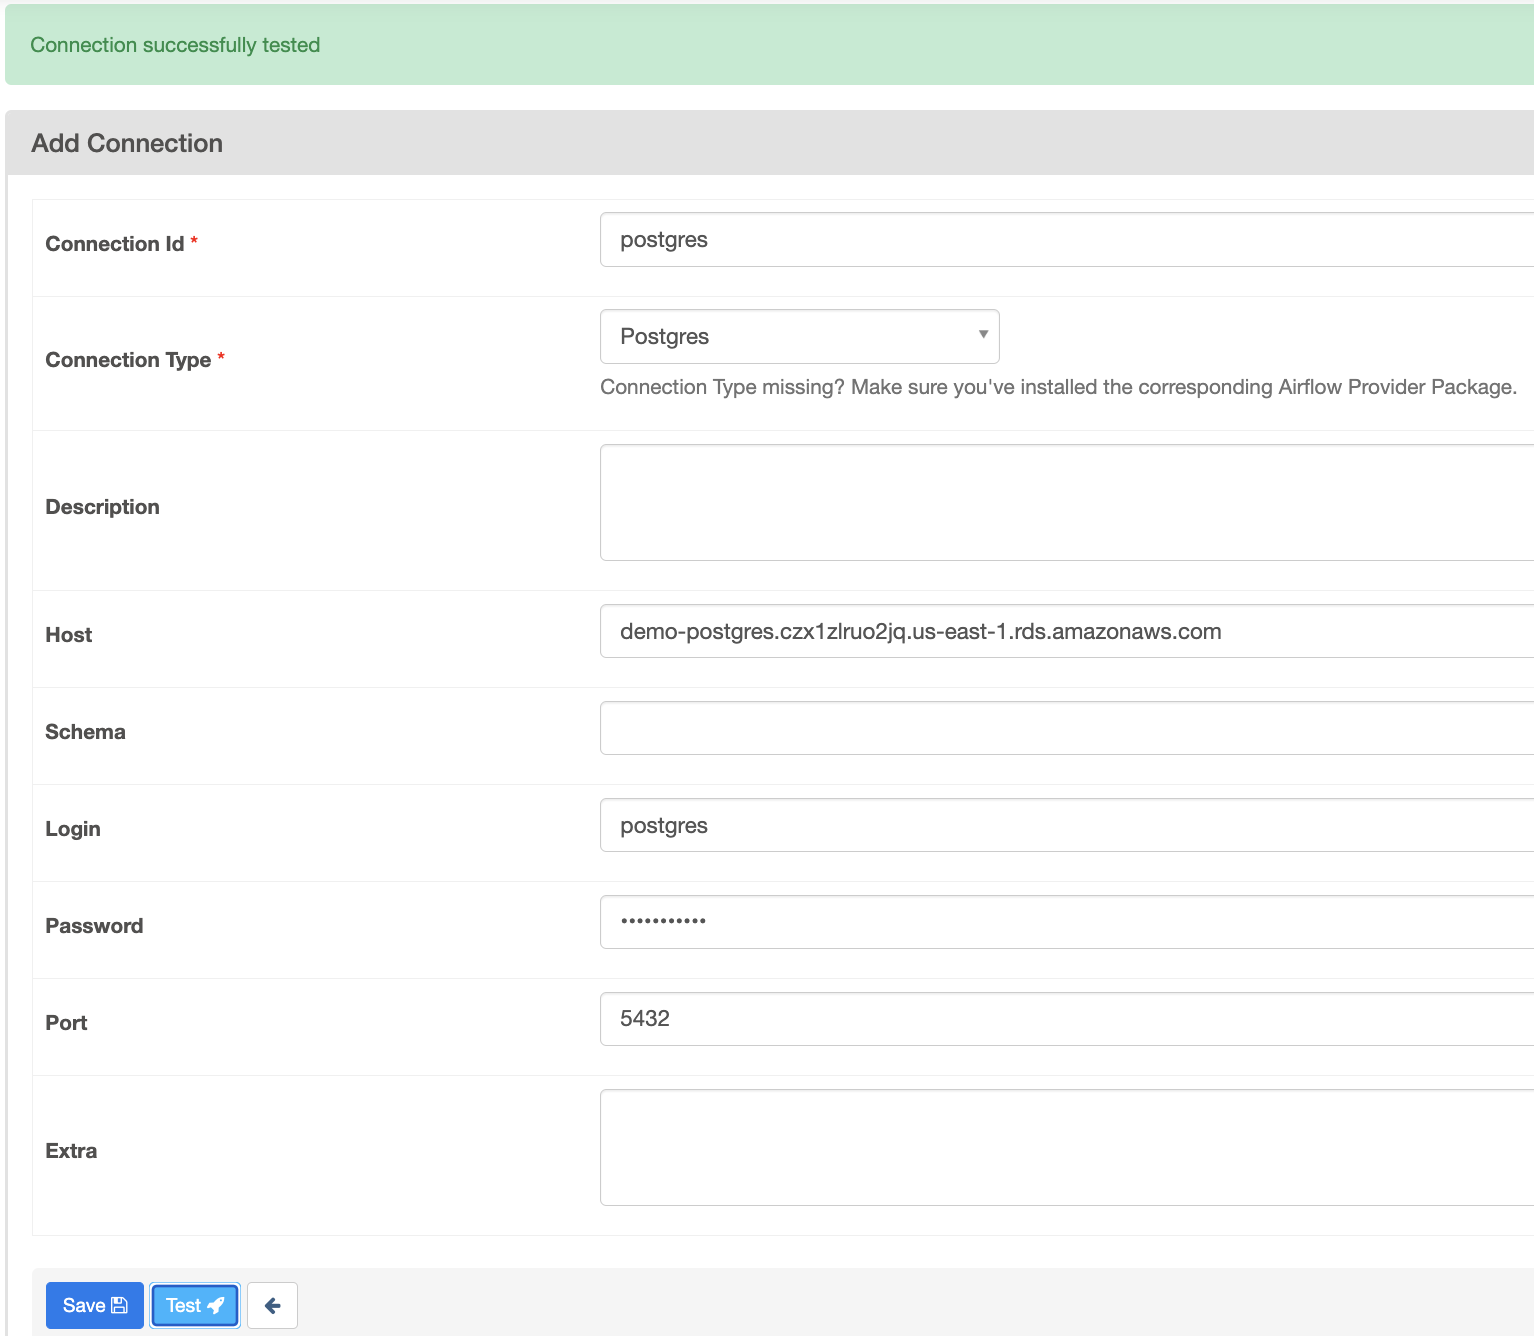 Connection successfully tested
Add Connection
Connection Id *
postgres
Connection Type *
Postgres
Connection Type missing? Make sure you've installed the corresponding Airflow Provider Package.
Description
Host
demo-postgres.czx1zlruo2jq.us-east-1.rds.amazonaws.com
Schema
Login
postgres
Password
•••••••••••
Port
5432
Extra
Save
Test